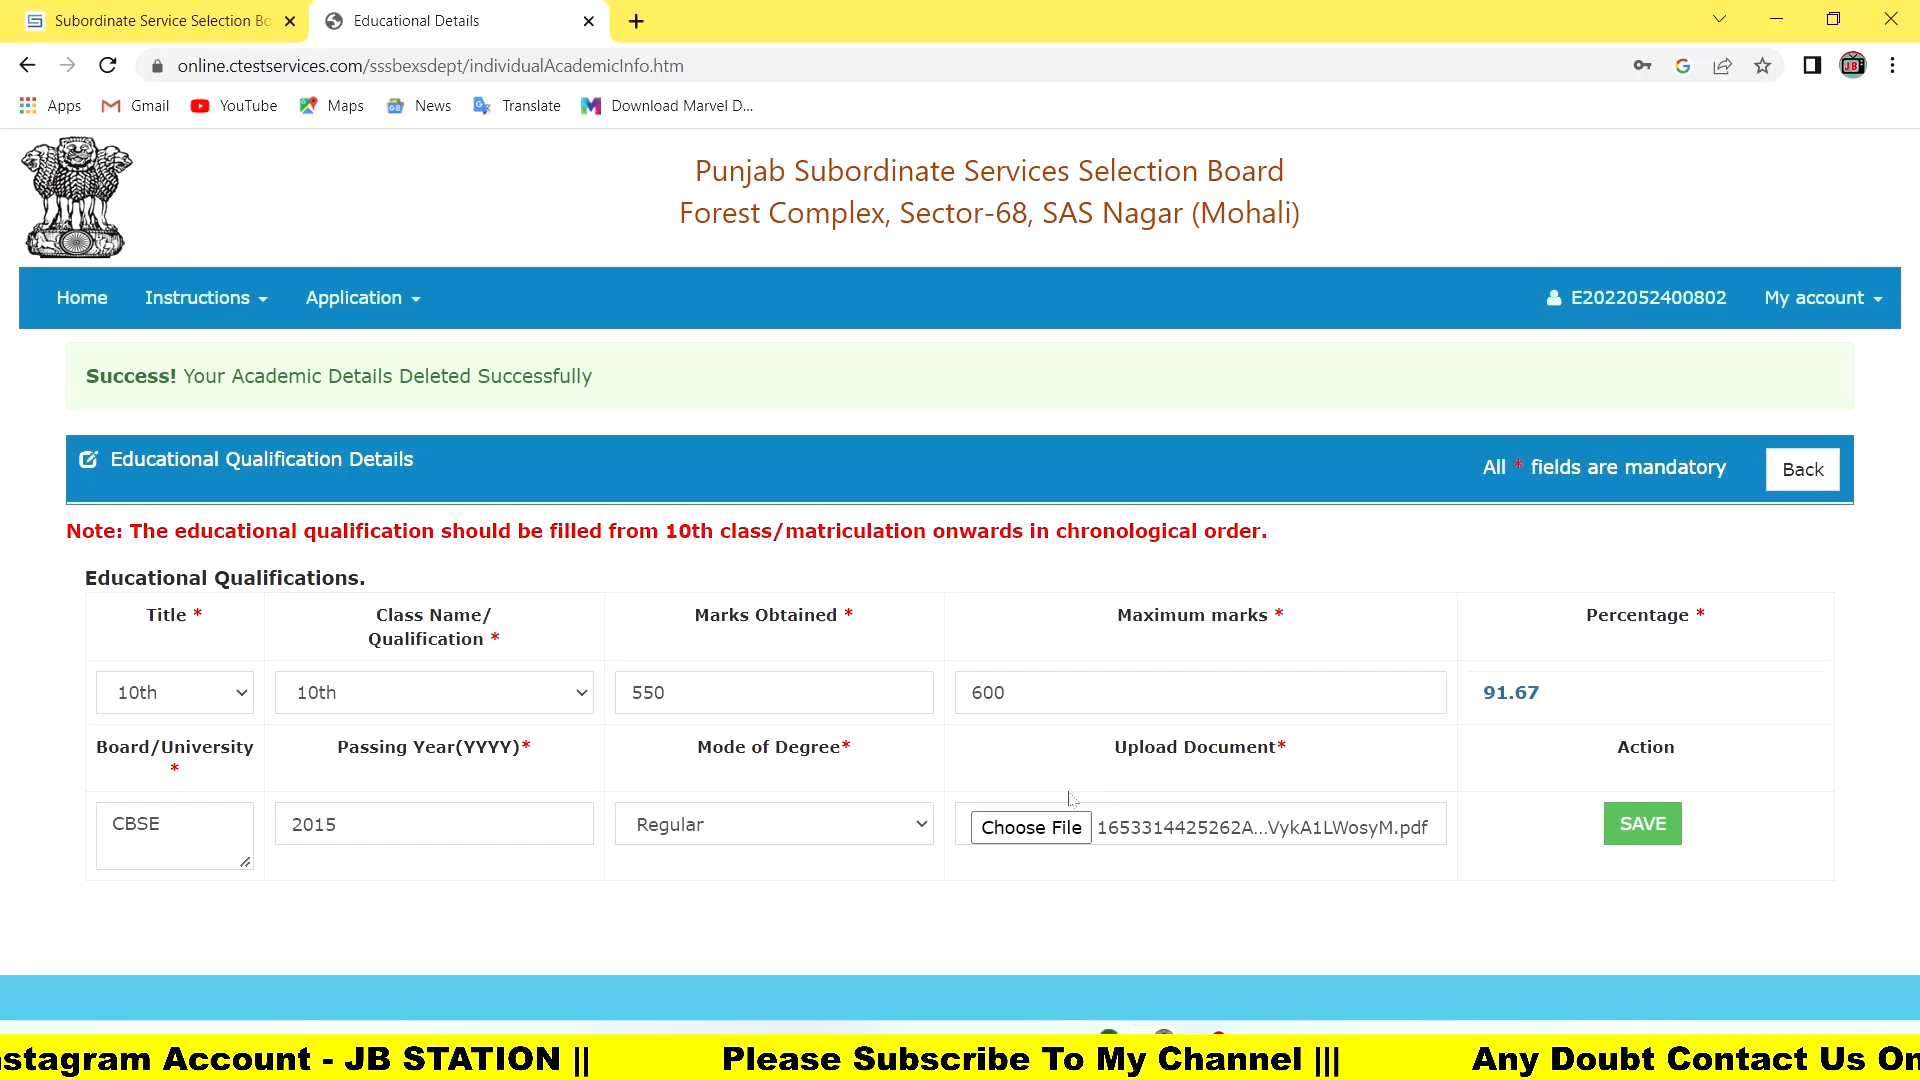 Subordinate Service Selection Bo
Educational Details
online.ctestservices.com/sssbexsdept/individualAcademicInfo.htm
Apps Gmail YouTube Maps News Translate Download Marvel D...
Punjab Subordinate Services Selection Board
Forest Complex, Sector-68, SAS Nagar (Mohali)
Home Instructions Application E2022052400802 My account
Success! Your Academic Details Deleted Successfully
Educational Qualification Details All * fields are mandatory Back
Note: The educational qualification should be filled from 10th class/matriculation onwards in chronological order.
Educational Qualifications.
Title * Class Name/ Marks Obtained * Maximum marks * Percentage *
Qualification *
10th 10th 550 600 91.67
Board/University Passing Year(YYYY)* Mode of Degree* Upload Document* Action
*
CBSE 2015 Regular Choose File 1653314425262A...VykA1LWosyM.pdf SAVE
nstagram Account - JB STATION || Please Subscribe To My Channel ||| Any Doubt Contact Us On